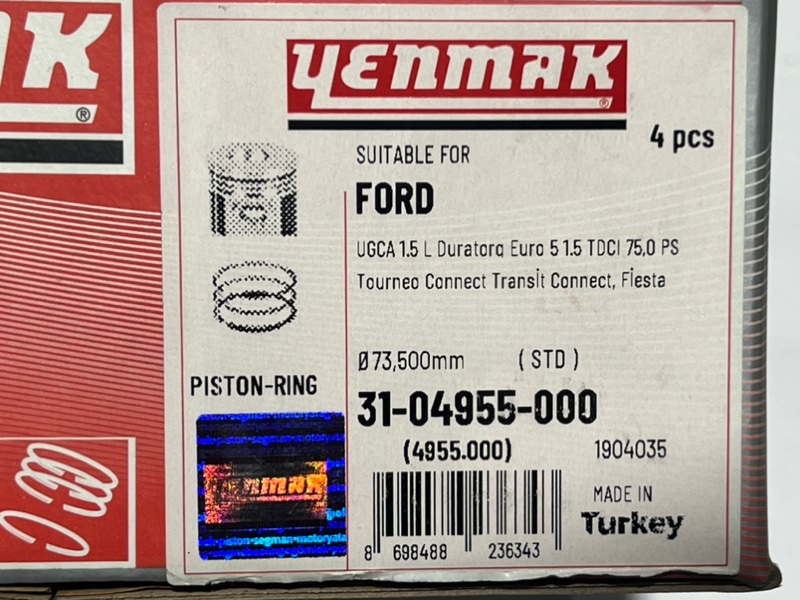 YENMAK®
4 pcs
SUITABLE FOR
FORD
UGCA 1.5 L Duratorq Euro 5 1.5 TDCI 75,0 PS
Tourneo Connect Transit Connect, Fiesta
Ø73,500mm (STD)
PISTON-RING
31-04955-000
(4955.000) 1904035
MADE IN
Turkey
8 698488 236343